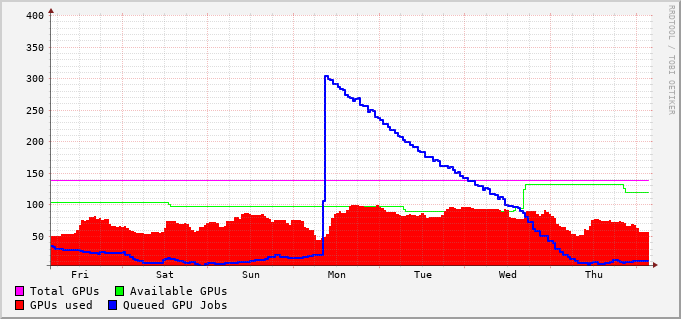 400
350
300
250
200
150
100
50
Fri Sat Sun Mon Tue Wed Thu
Total GPUs Available GPUs
GPUs used Queued GPU Jobs
RRDTOOL / TOBI OETIKER